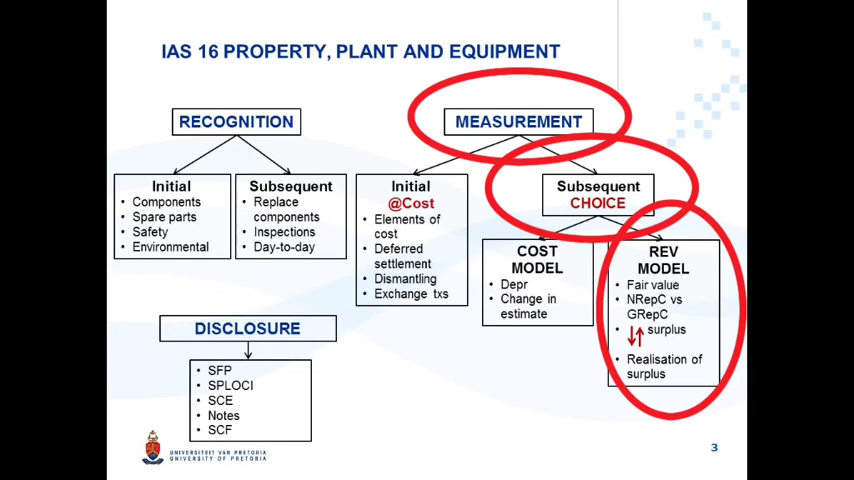 IAS 16 PROPERTY, PLANT AND EQUIPMENT
RECOGNITION
MEASUREMENT
Initial
• Components
• Spare parts
• Safety
• Environmental
Subsequent
• Replace
components
• Inspections
• Day-to-day
Initial
@Cost
• Elements of
cost
• Deferred
settlement
• Dismantling
• Exchange txs
Subsequent
CHOICE
COST
MODEL
• Depr
• Change in
estimate
REV
MODEL
• Fair value
• NRepC vs
GRepC
• ↓↑ surplus
• Realisation of
surplus
DISCLOSURE
• SFP
• SPLOCI
• SCE
• Notes
• SCF
UNIVERSITEIT VAN PRETORIA
UNIVERSITY OF PRETORIA
3